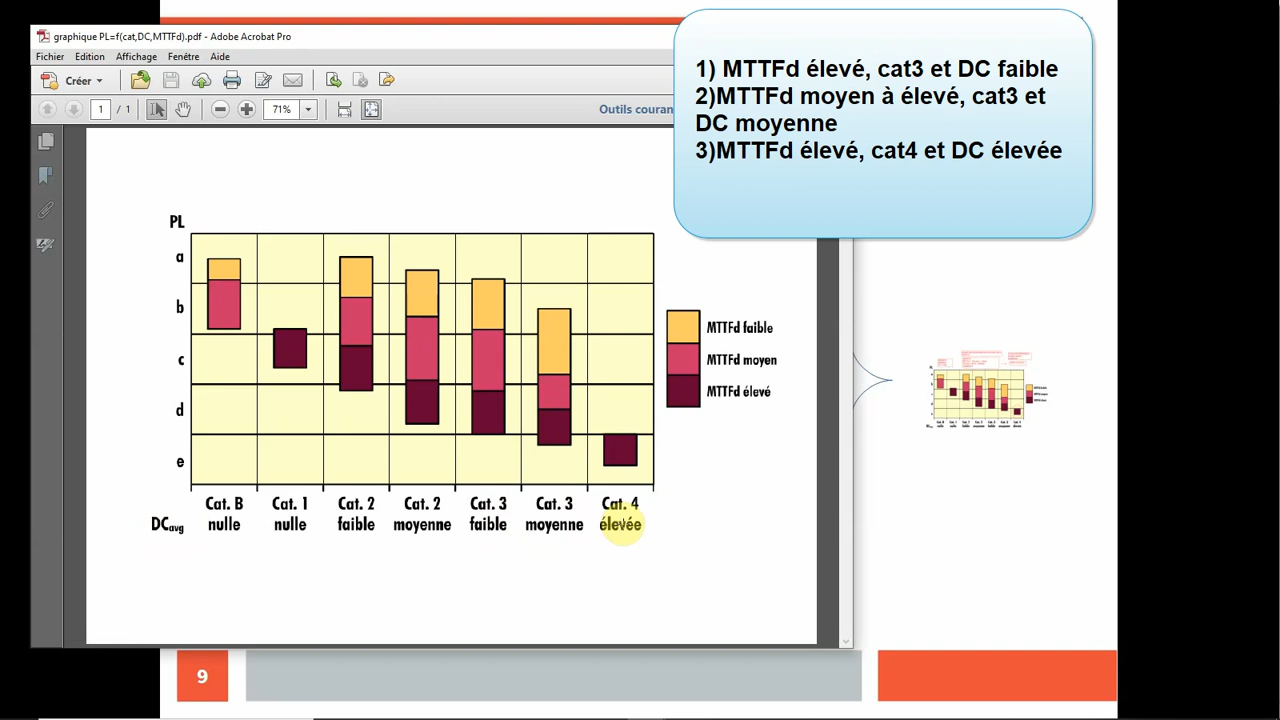 graphique PL=f(cat,DC,MTTFd).pdf - Adobe Acrobat Pro
Fichier Edition Affichage Fenêtre Aide
Créer
1 / 1 71% Outils couran
1) MTTFd élevé, cat3 et DC faible
2)MTTFd moyen à élevé, cat3 et
DC moyenne
3)MTTFd élevé, cat4 et DC élevée
PL
a
b
c
d
e
MTTFd faible
MTTFd moyen
MTTFd élevé
Cat. B Cat. 1 Cat. 2 Cat. 2 Cat. 3 Cat. 3 Cat. 4
DCavg nulle nulle faible moyenne faible moyenne élevée
9